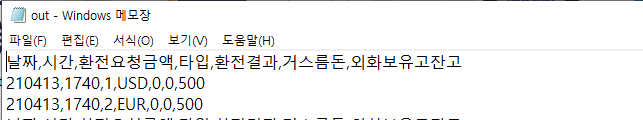 out - Windows 메모장
파일(F) 편집(E) 서식(O) 보기(V) 도움말(H)
날짜,시간,환전요청금액,타입,환전결과,거스름돈,외화보유고잔고
210413,1740,1,USD,0,0,500
210413,1740,2,EUR,0,0,500